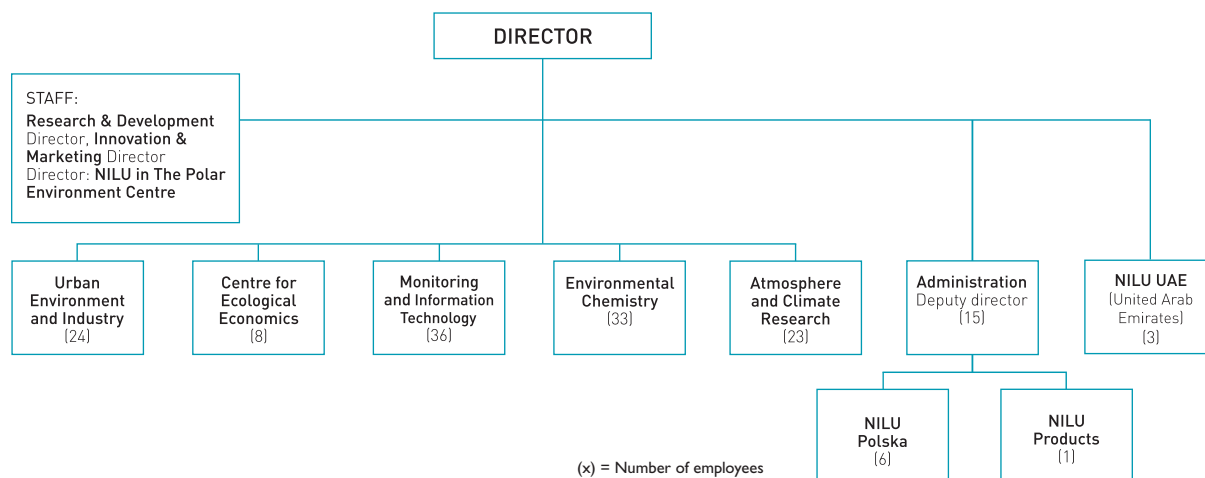 DIRECTOR
STAFF:
Research & Development
Director, Innovation &
Marketing Director
Director: NILU in The Polar
Environment Centre
Urban
Environment
and Industry
(24)
Centre for
Ecological
Economics
(8)
Monitoring
and Information
Technology
(36)
Environmental
Chemistry
(33)
Atmosphere
and Climate
Research
(23)
Administration
Deputy director
(15)
NILU UAE
(United Arab
Emirates)
(3)
NILU
Polska
(6)
NILU
Products
(1)
(x) = Number of employees